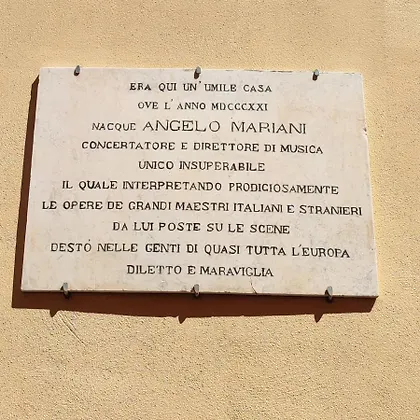 ERA QUI UN'UMILE CASA
OVE L'ANNO MDCCCXXI
NACQUE ANGELO MARIANI
CONCERTATORE E DIRETTORE DI MUSICA
UNICO INSUPERABILE
IL QUALE INTERPRETANDO PRODICIOSAMENTE
LE OPERE DE GRANDI MAESTRI ITALIANI E STRANIERI
DA LUI POSTE SU LE SCENE
DESTÒ NELLE GENTI DI QUASI TUTTA L'EUROPA
DILETTO E MARAVIGLIA